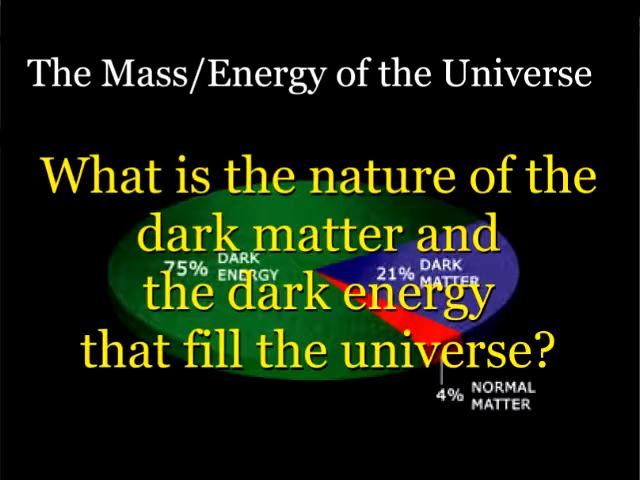 The Mass/Energy of the Universe
What is the nature of the
dark matter and
75% DARK ENERGY
21% DARK MATTER
the dark energy
that fill the universe?
4% NORMAL MATTER